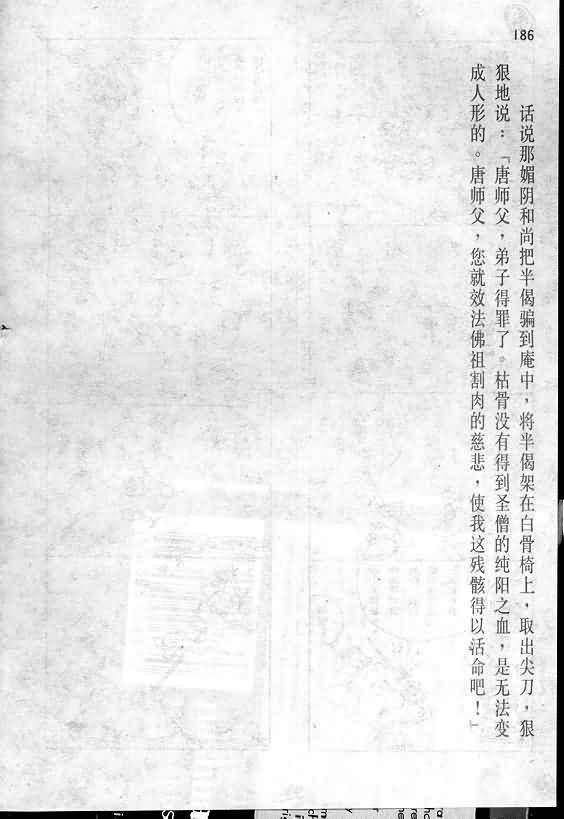 186
话说那媚阴和尚把半偈骗到庵中，将半偈架在白骨椅上，取出尖刀，狠
狠地说：「唐师父，弟子得罪了。枯骨没有得到圣僧的纯阳之血，是无法变
成人形的。唐师父，您就效法佛祖割肉的慈悲，使我这残骸得以活命吧！」